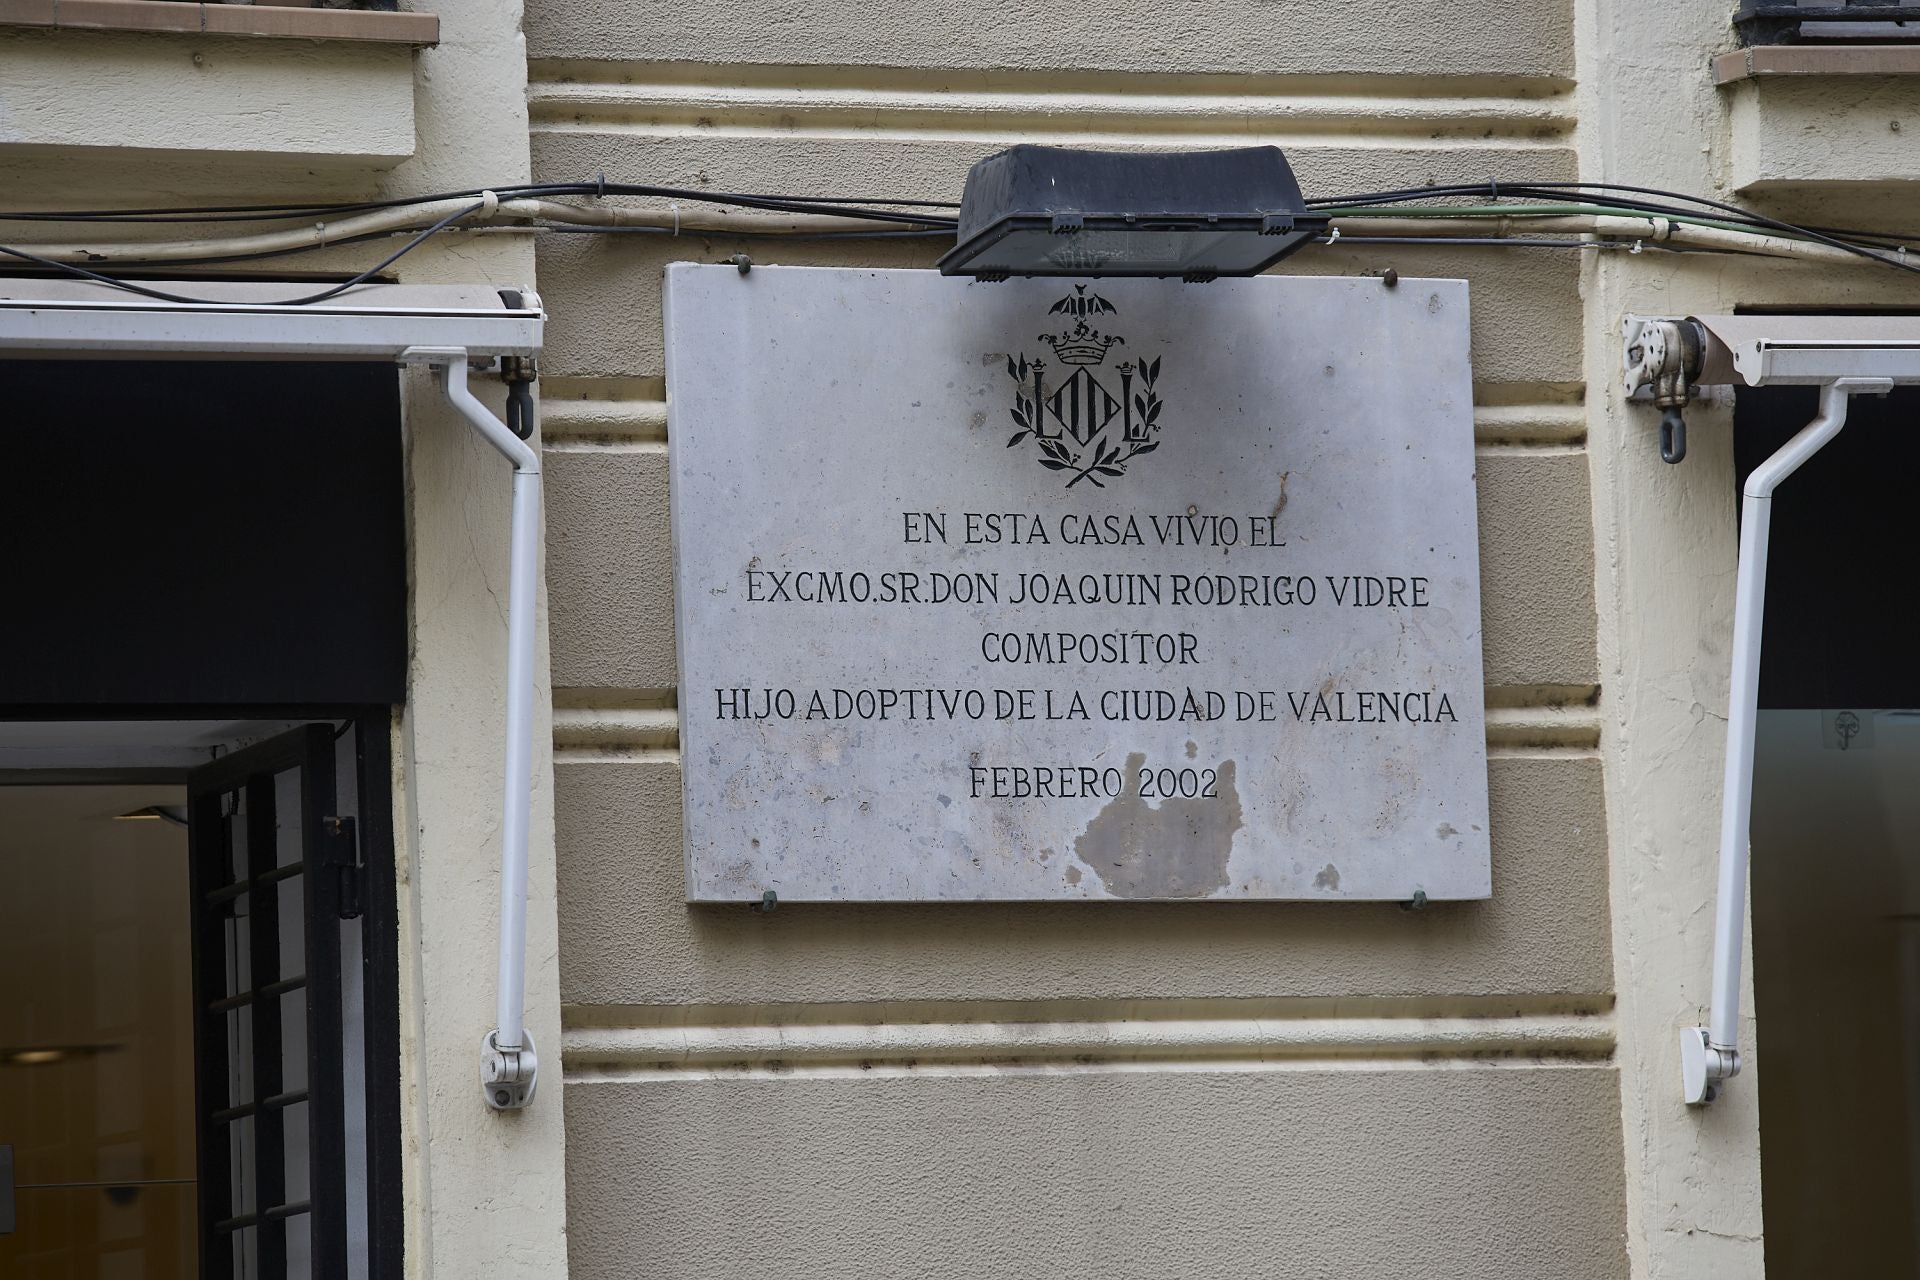 L L
EN ESTA CASA VIVIO EL
EXCMO. SR. DON JOAQUIN RODRIGO VIDRE
COMPOSITOR
HIJO ADOPTIVO DE LA CIUDAD DE VALENCIA
FEBRERO 2002